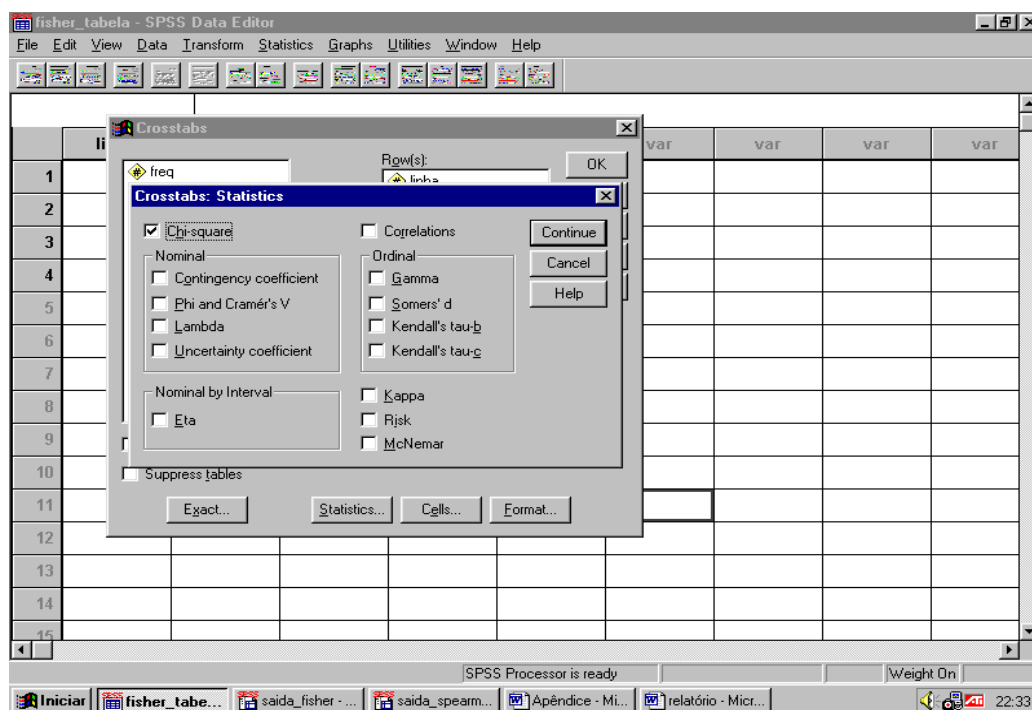 fisher_tabela - SPSS Data Editor
File Edit View Data Transform Statistics Graphs Utilities Window Help
li var var var var
1
2
3
4
5
6
7
8
9
10
11
12
13
14
15
Crosstabs
freq
Row(s):
linha
OK
Crosstabs: Statistics
Chi-square
Correlations
Continue
Cancel
Help
Nominal
Contingency coefficient
Phi and Cramér's V
Lambda
Uncertainty coefficient
Ordinal
Gamma
Somers' d
Kendall's tau-b
Kendall's tau-c
Nominal by Interval
Eta
Kappa
Risk
McNemar
Suppress tables
Exact... Statistics... Cells... Format...
SPSS Processor is ready Weight On
Iniciar fisher_tabe... saida_fisher - ... saida_spearm... Apêndice - Mi... relatório - Micr... ATI 22:33